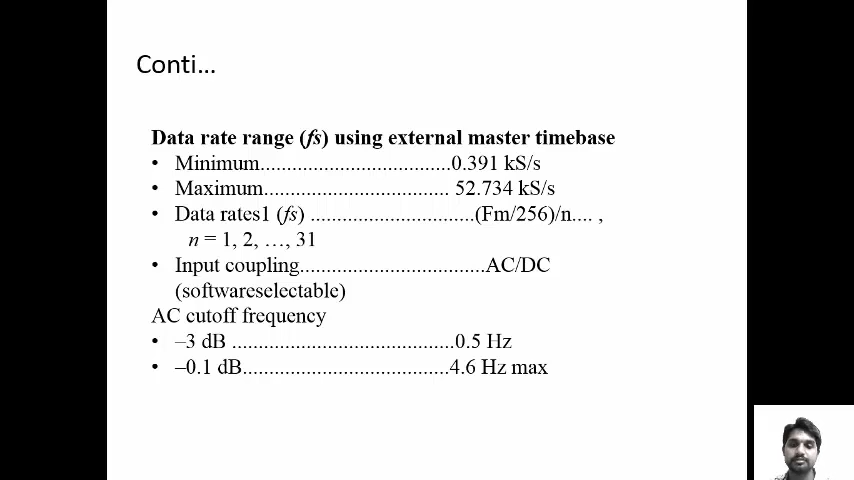 Conti...
Data rate range (fs) using external master timebase
• Minimum....................................0.391 kS/s
• Maximum................................... 52.734 kS/s
• Data rates1 (fs) ...............................(Fm/256)/n.... ,
n = 1, 2, …, 31
• Input coupling...................................AC/DC
(softwareselectable)
AC cutoff frequency
• –3 dB ..........................................0.5 Hz
• –0.1 dB.......................................4.6 Hz max